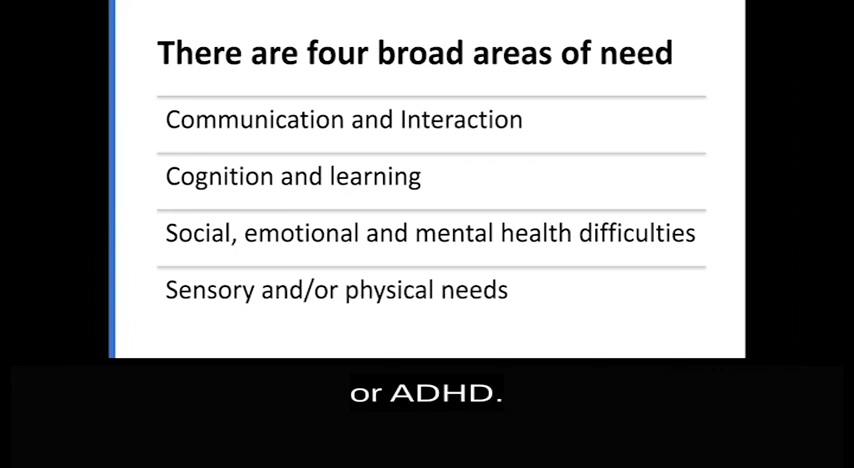 There are four broad areas of need
Communication and Interaction
Cognition and learning
Social, emotional and mental health difficulties
Sensory and/or physical needs
or ADHD.